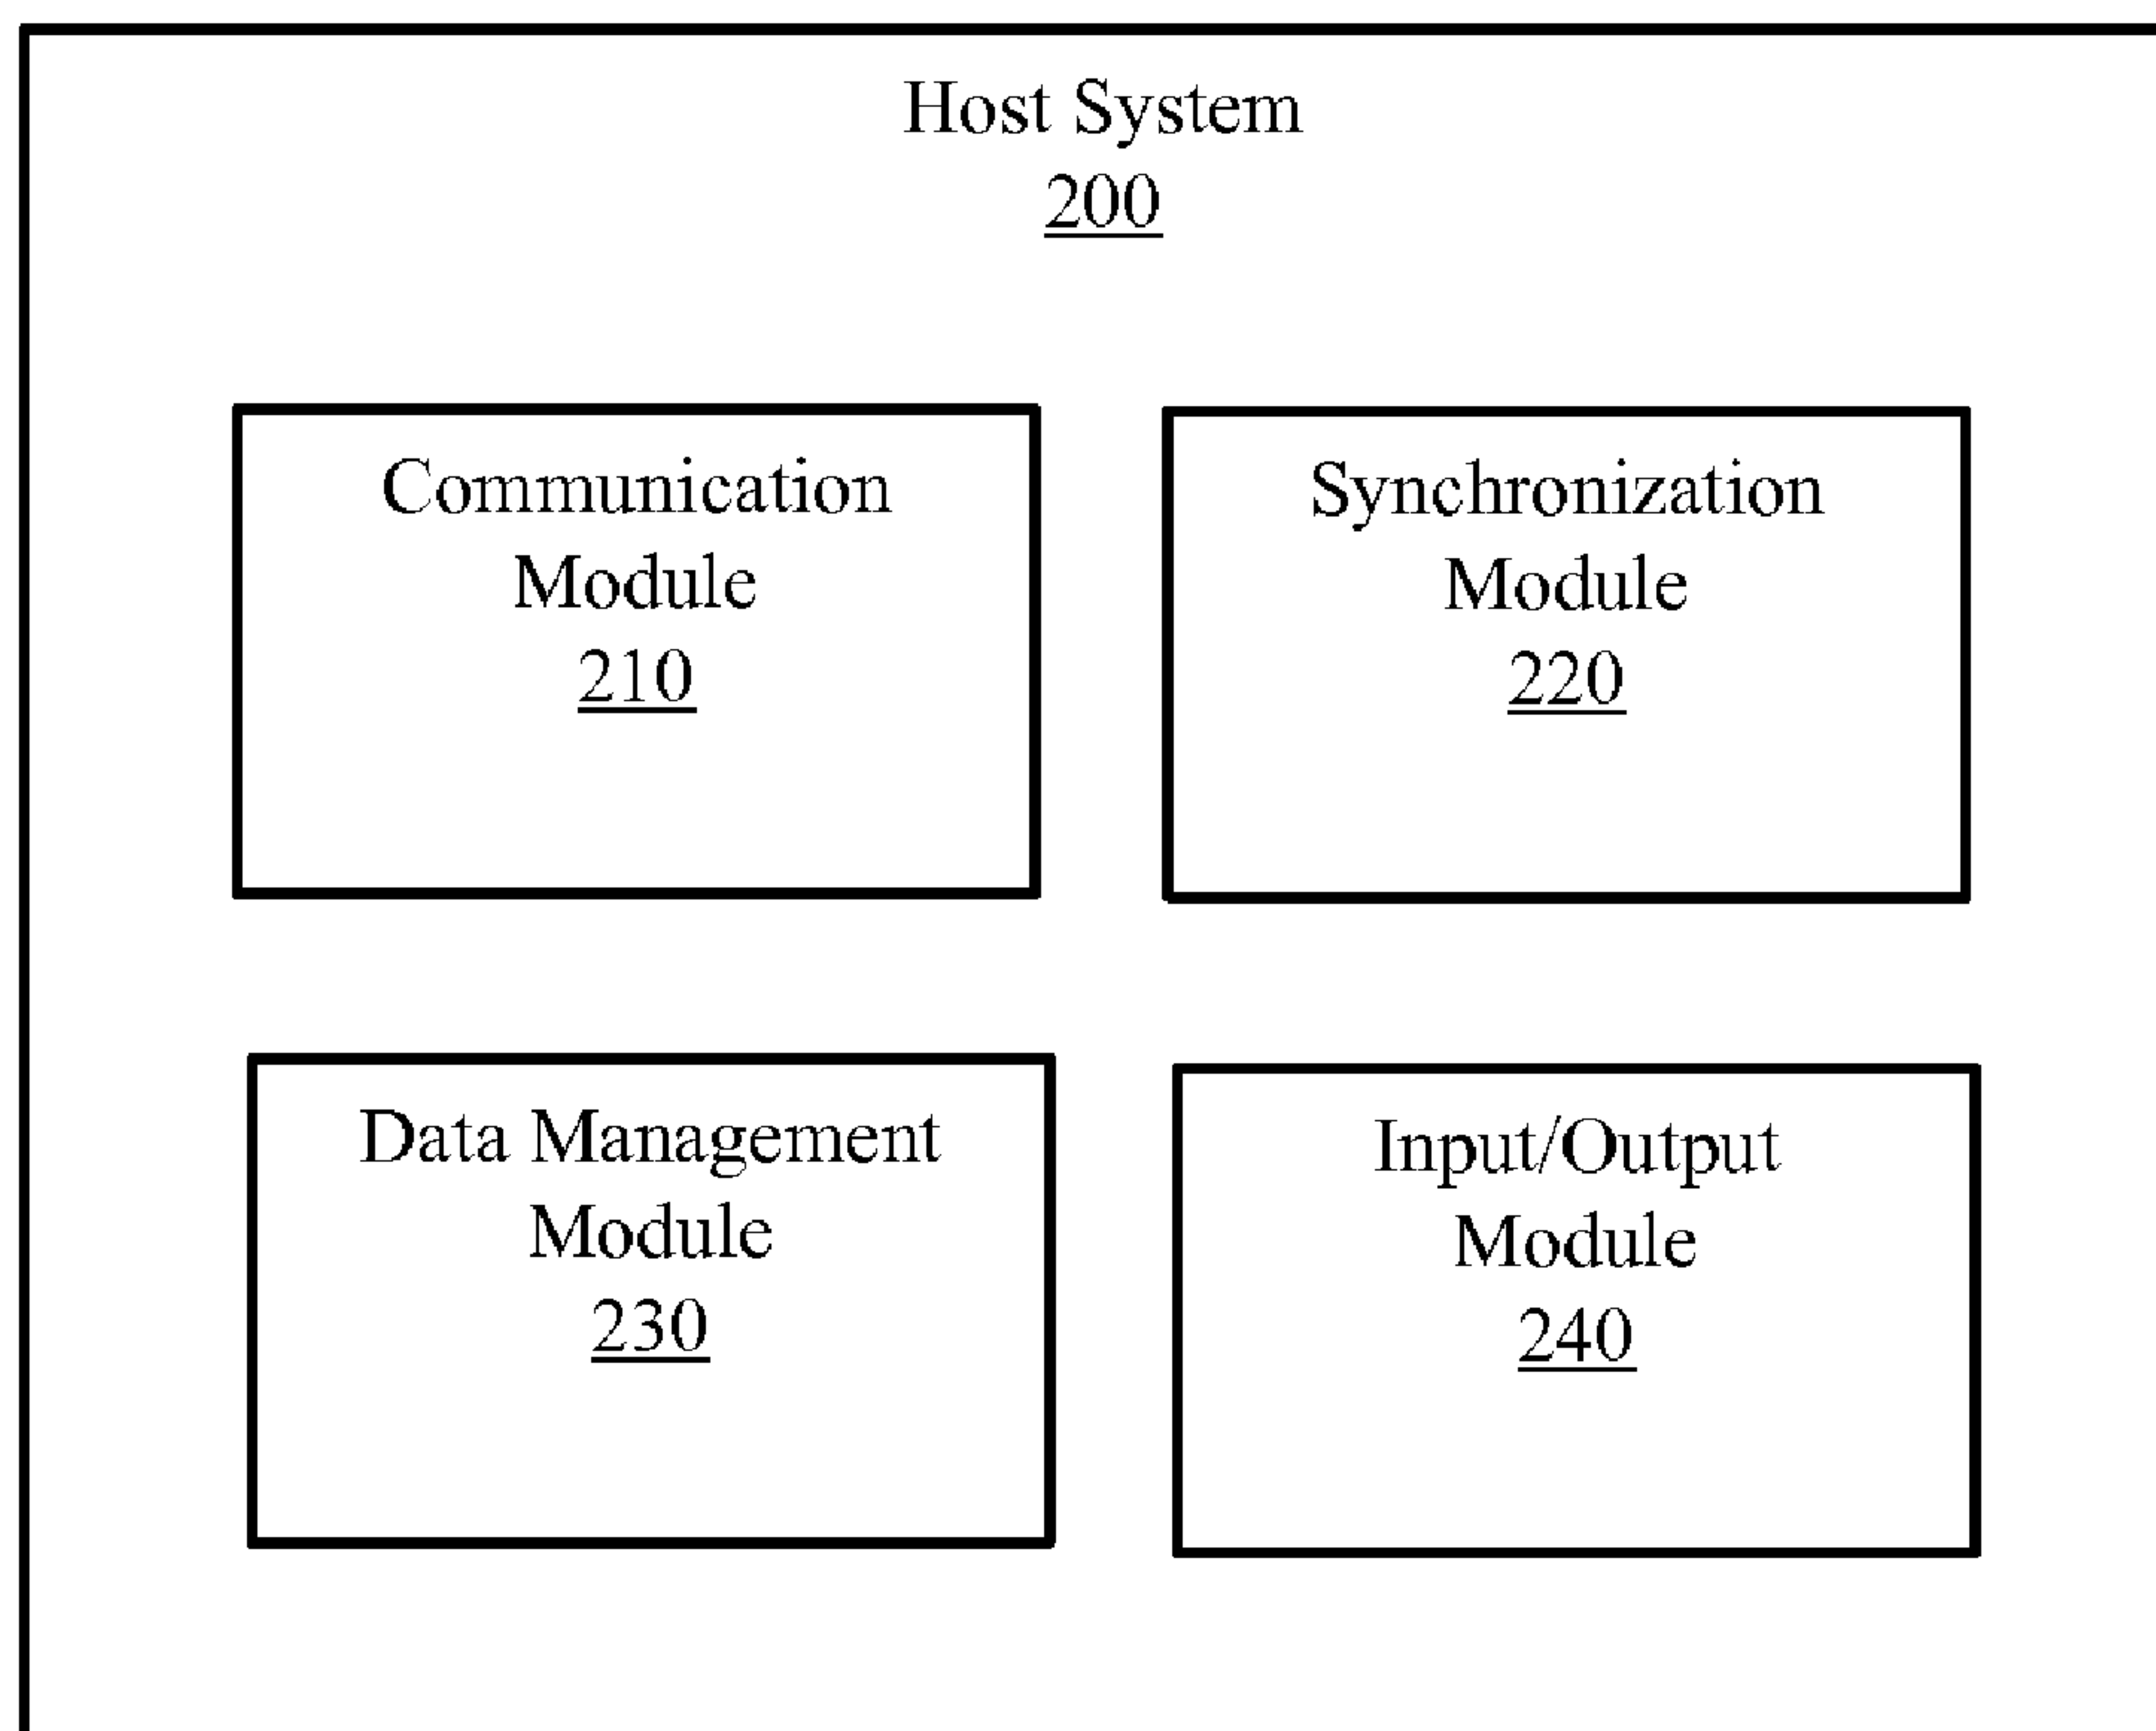 Host System
200
Communication
Module
210
Synchronization
Module
220
Data Management
Module
230
Input/Output
Module
240